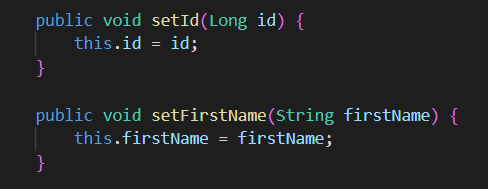 public void setId(Long id) {
    this.id = id;
}

public void setFirstName(String firstName) {
    this.firstName = firstName;
}